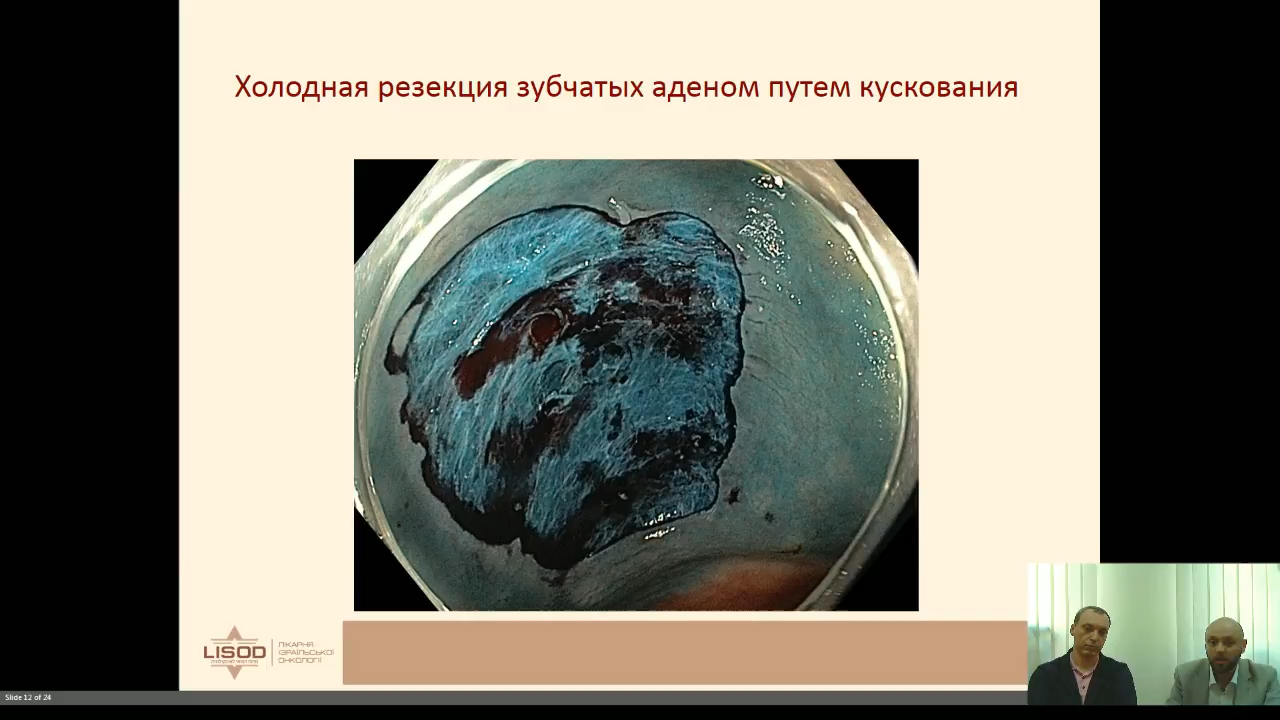 Холодная резекция зубчатых аденом путем кускования
LISOD
ЛІКАРНЯ
ІЗРАЇЛЬСЬКОЇ
ОНКОЛОГІЇ
Slide 12 of 24